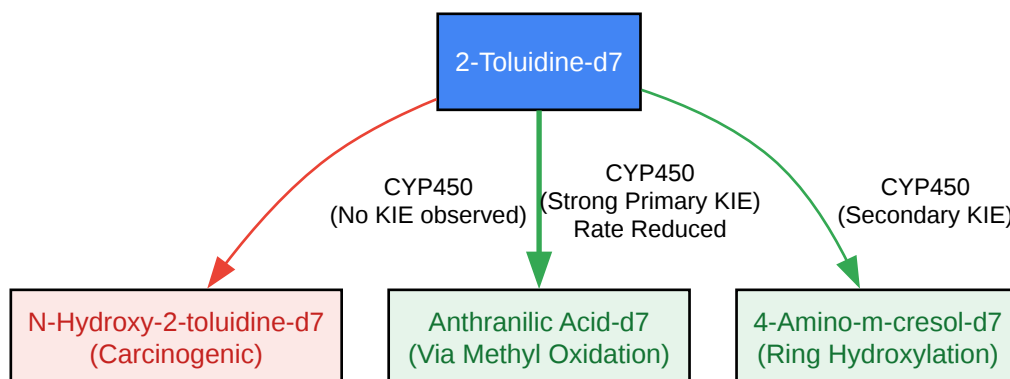 2-Toluidine-d7
CYP450
(No KIE observed)
CYP450
(Strong Primary KIE)
Rate Reduced
CYP450
(Secondary KIE)
N-Hydroxy-2-toluidine-d7
(Carcinogenic)
Anthranilic Acid-d7
(Via Methyl Oxidation)
4-Amino-m-cresol-d7
(Ring Hydroxylation)